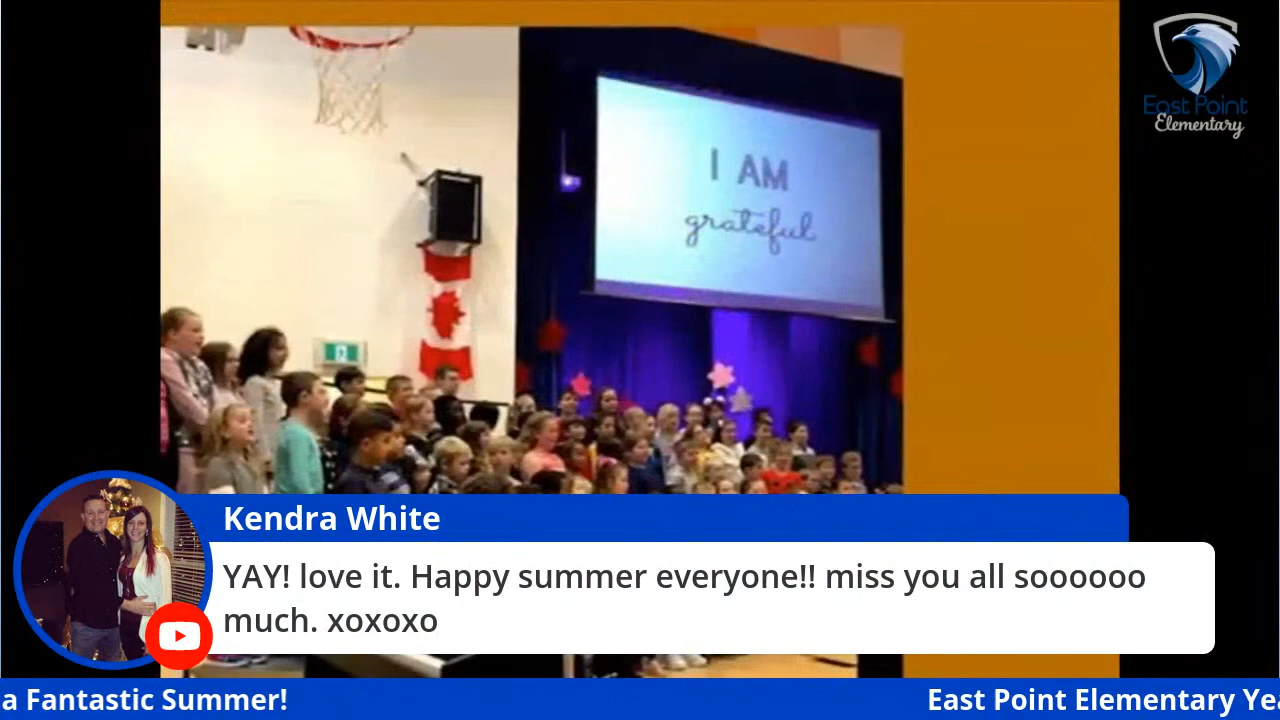 East Point
Elementary
I AM
grateful
Kendra White
YAY! love it. Happy summer everyone!! miss you all soooooo
much. xoxoxo
a Fantastic Summer!
East Point Elementary Yea